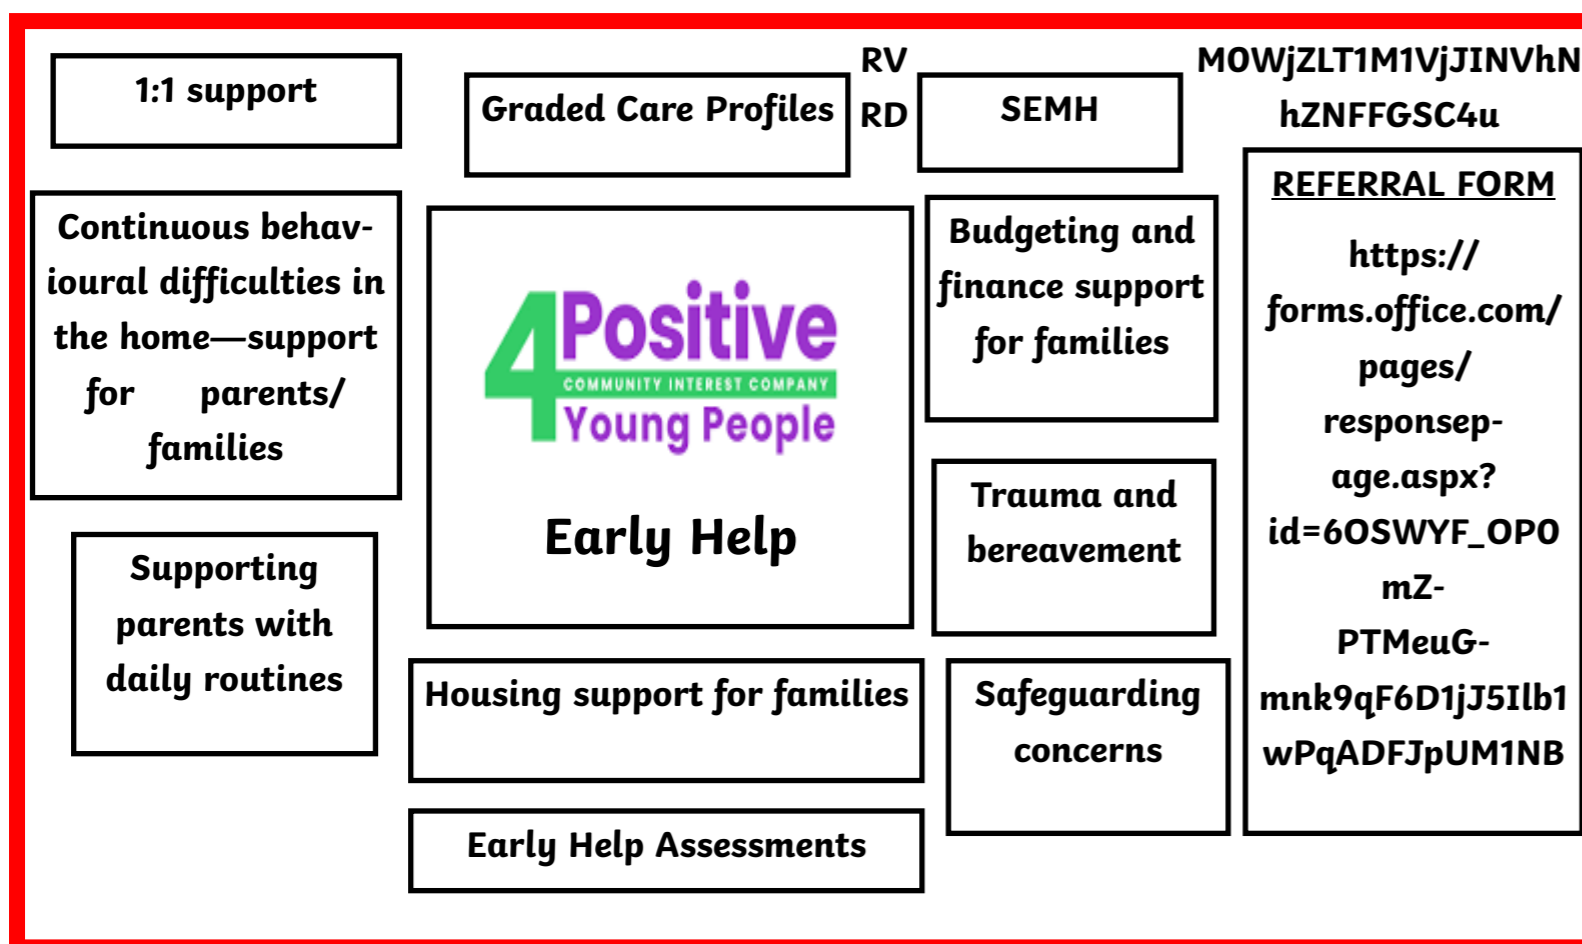 1:1 support
Graded Care Profiles
RV
RD
SEMH
M0WjZLT1M1VjJINVhN
hZNFFGSC4u
Continuous behav-
ioural difficulties in
the home—support
for parents/
families
4Positive
COMMUNITY INTEREST COMPANY
Young People
Early Help
Budgeting and
finance support
for families
REFERRAL FORM
https://
forms.office.com/
pages/
responsep-
age.aspx?
id=6OSWYF_OP0
mZ-
PTMeuG-
mnk9qF6D1jJ5Ilb1
wPqADFJpUM1NB
Trauma and
bereavement
Supporting
parents with
daily routines
Housing support for families
Safeguarding
concerns
Early Help Assessments